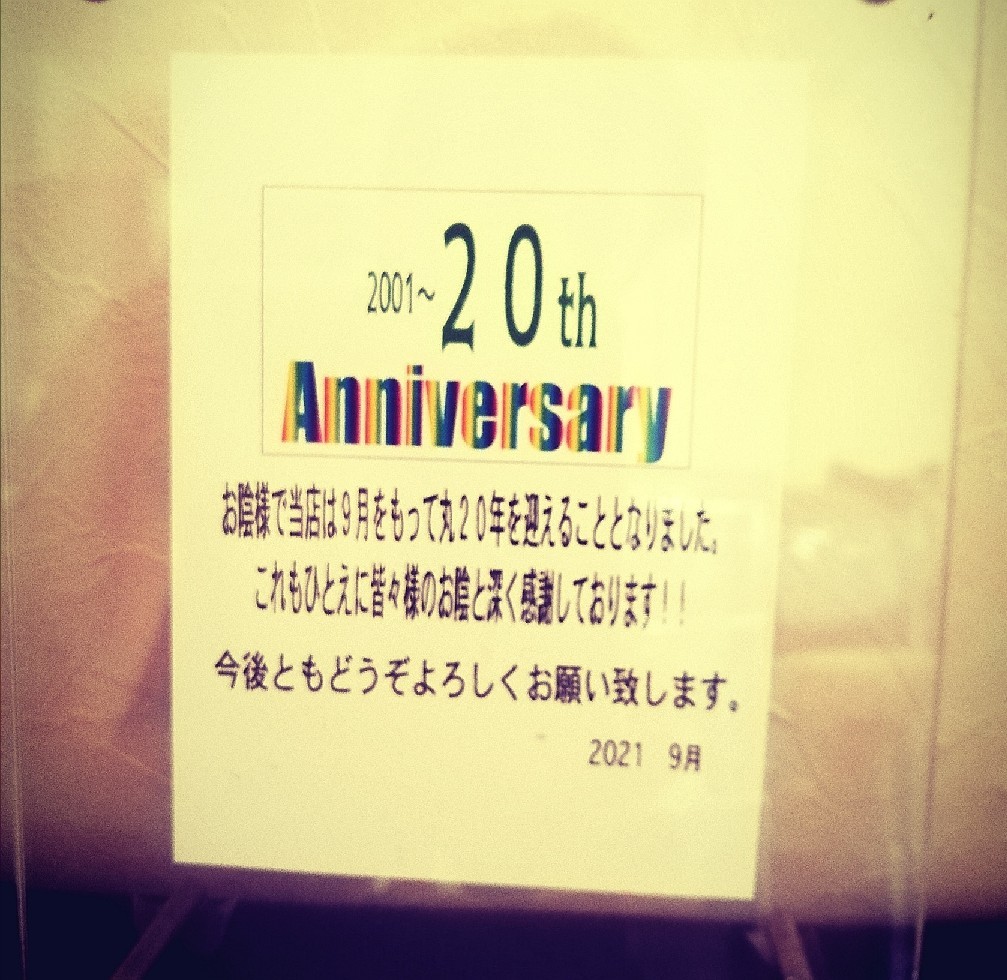 2001～２０th
Anniversary
お陰様で当店は９月をもって丸２０年を迎えることとなりました。
これもひとえに皆々様のお陰と深く感謝しております！！
今後ともどうぞよろしくお願い致します。
2021　9月